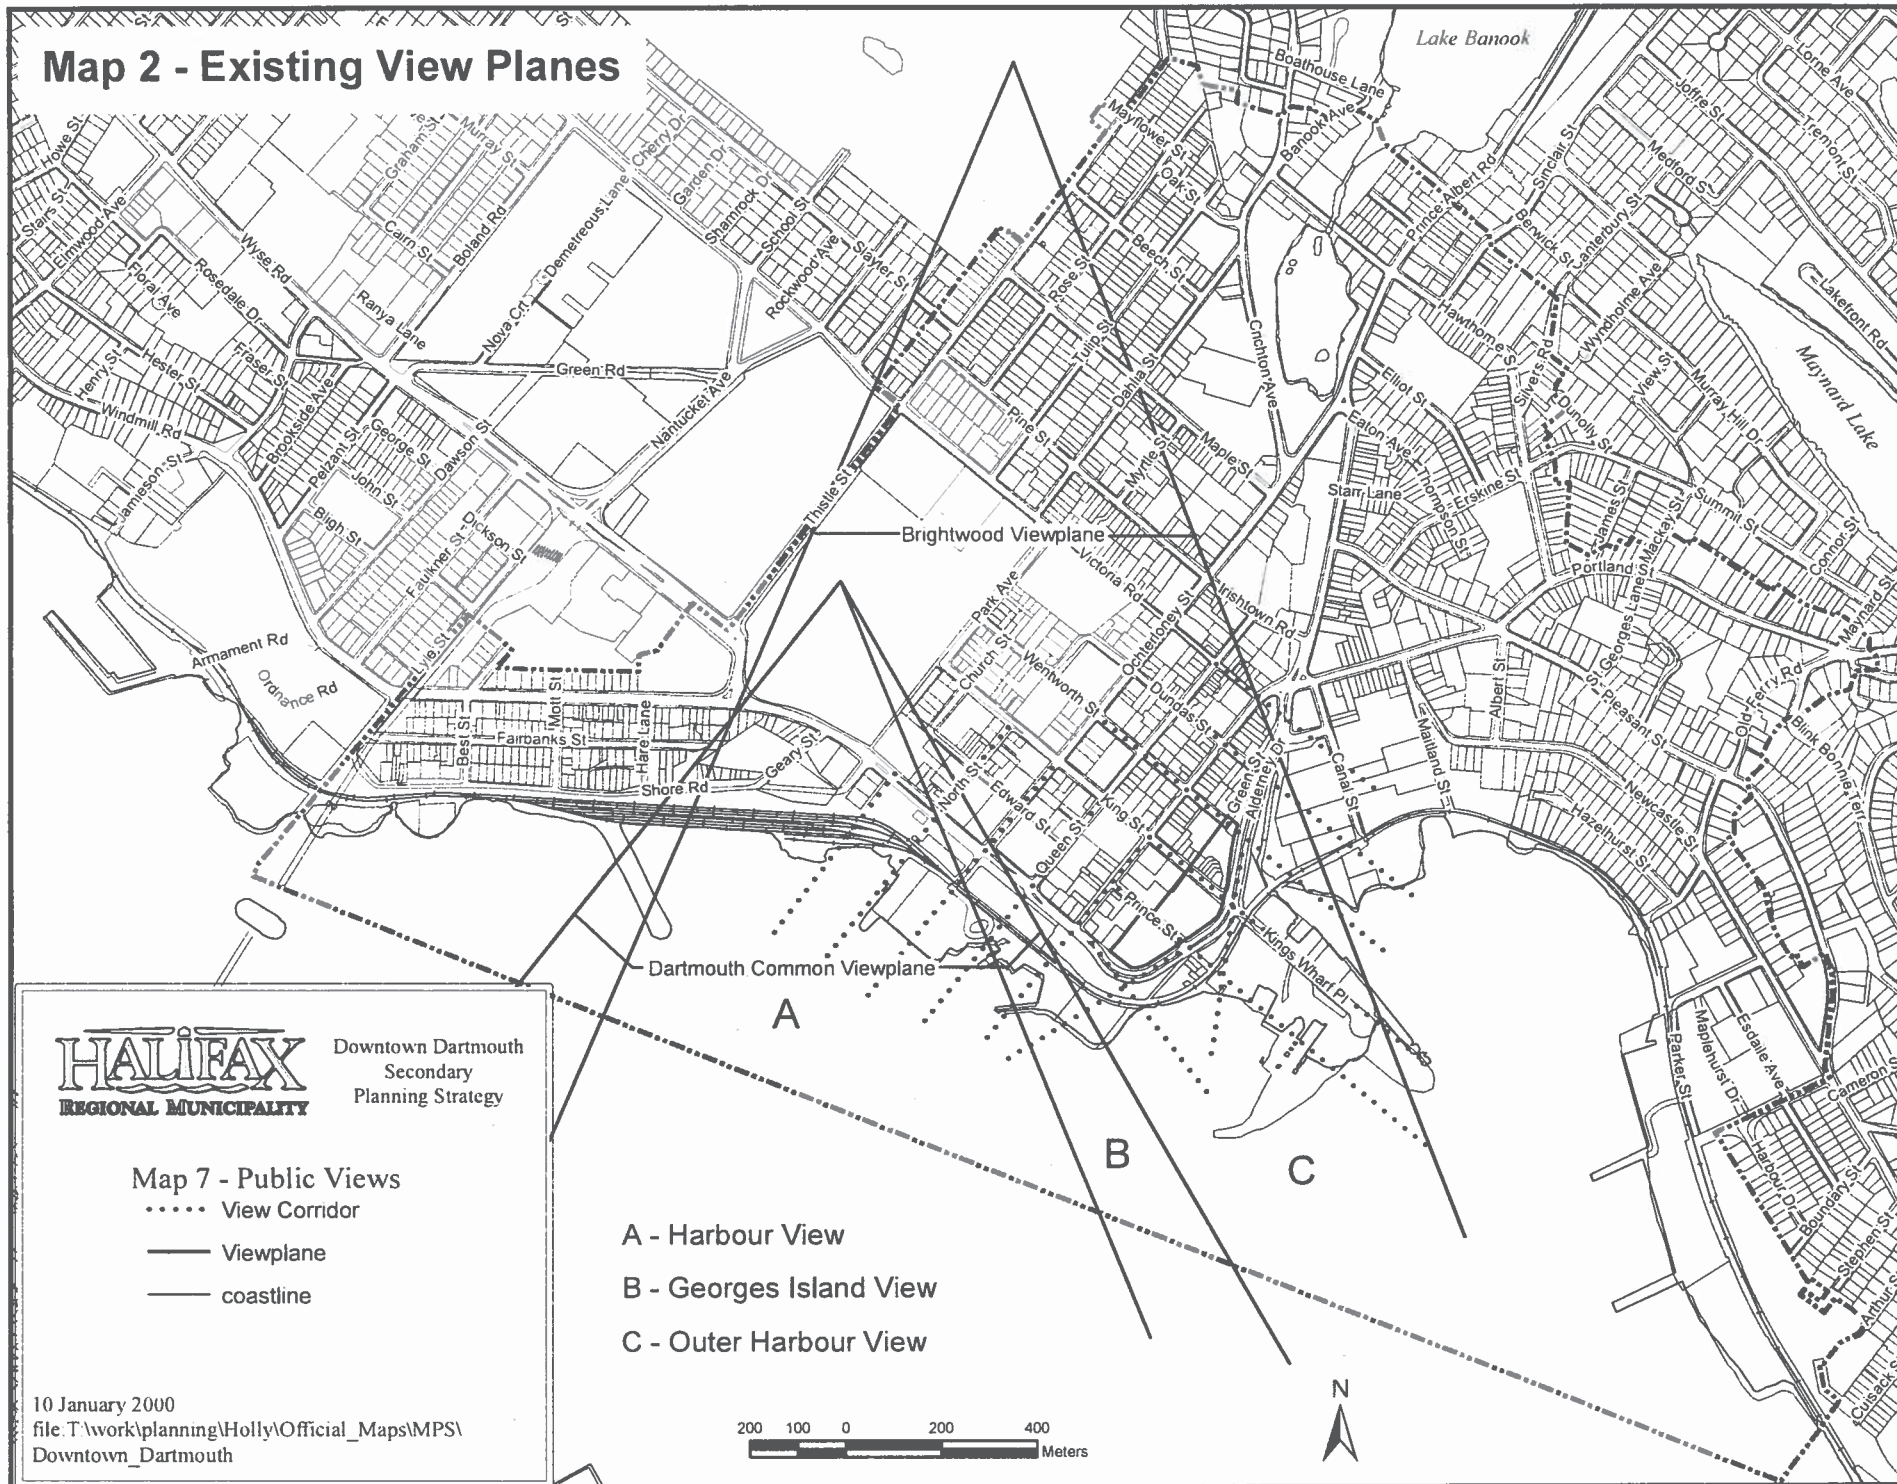 Map 2 - Existing View Planes
Lake Banook
Boathouse Lane
Joffre St
Lorne Ave
Tremont St
Howe St
Graham St
Murray St
Cherry Dr
Garden Dr
Shamrock Dr
School St
Mayflower St
Oak St
Banook Ave
Sinclair St
Medford St
Prince Albert Rd
Stairs St
Elmwood Ave
Cairn St
Boland Rd
Demetreous Lane
Nova Crt
Slayter St
Rockwood Ave
Beech St
Rose St
Berwick St
Canterbury St
Floral Ave
Rosedale Dr
Wyse Rd
Ranya Lane
Lakefront Rd
Wyndholme Ave
Hawthorne St
Crichton Ave
Tulip St
Maynard Lake
Henry St
Hester St
Fraser St
Green Rd
Nantucket Ave
Dahlia St
Elliot St
Silvers Rd
View St
Murray Hill Dr
Windmill Rd
Brookside Ave
Pelzant St
George St
Dawson St
Pine St
Myrtle St
Maple St
Eaton Ave
Dunolly St
Jamieson St
John St
Bligh St
Thistle St
Starr Lane
Thompson St
Erskine St
Summit St
James St
Mackay St
Connor St
Dickson St
Faulkner St
Brightwood Viewplane
Victoria Rd
Portland St
Georges Lane
Maynard St
Park Ave
Irishtown Rd
Ochterloney St
Armament Rd
Ordnance Rd
Lyle St
Church St
Wentworth St
Dundas St
Albert St
Pleasant St
Old Ferry Rd
Blink Bonnie Terr
Best St
Mott St
Hare Lane
Fairbanks St
Geary St
Shore Rd
North St
Edward St
King St
Queen St
Green St
Alderney Dr
Canal St
Maitland St
Newcastle St
Hazelhurst St
Prince St
Kings Wharf Pl
Dartmouth Common Viewplane
A
B
C
Parker St
Maplehurst Dr
Esdaile Ave
Cameron St
Harbour Dr
Boundary St
Stephen St
Arthur St
Cusack St
HALIFAX
REGIONAL MUNICIPALITY
Downtown Dartmouth
Secondary
Planning Strategy
Map 7 - Public Views
View Corridor
Viewplane
coastline
10 January 2000
file:T:\work\planning\Holly\Official_Maps\MPS\
Downtown_Dartmouth
A - Harbour View
B - Georges Island View
C - Outer Harbour View
N
200 100 0 200 400
Meters